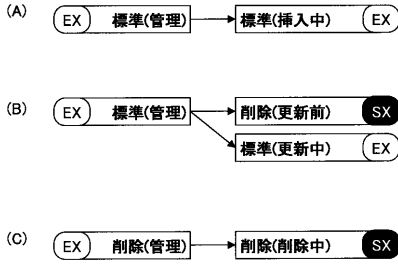 (A) EX 標準(管理) 標準(挿入中) EX
(B) EX 標準(管理) 削除(更新前) SX
標準(更新中) EX
(C) EX 削除(管理) 削除(削除中) SX